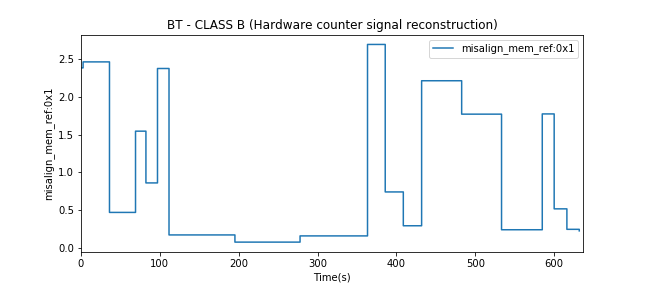 BT - CLASS B (Hardware counter signal reconstruction)
misalign_mem_ref:0x1
misalign_mem_ref:0x1
2.5
2.0
1.5
1.0
0.5
0.0
0 100 200 300 400 500 600
Time(s)